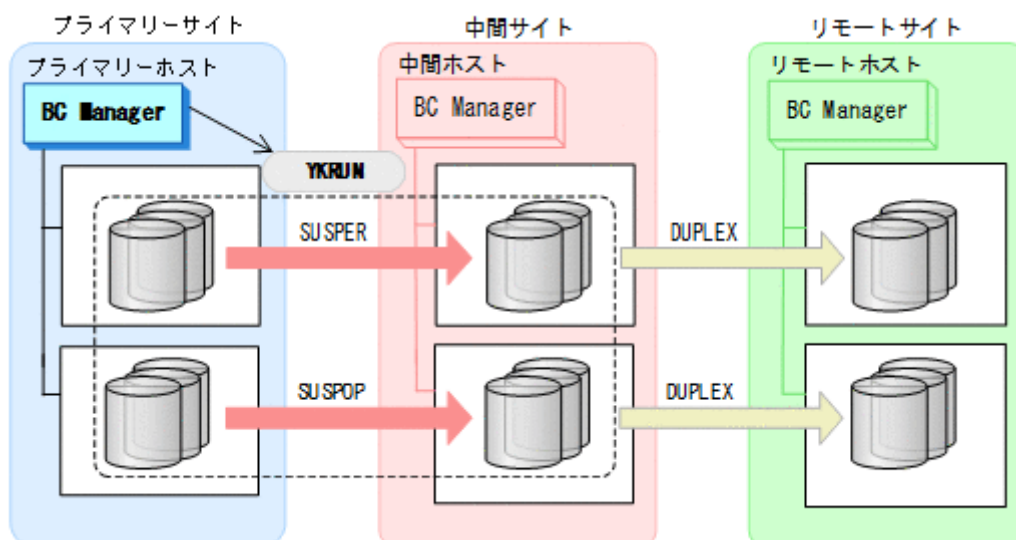 プライマリーサイト
中間サイト
リモートサイト
プライマリーホスト
中間ホスト
リモートホスト
BC Manager
BC Manager
BC Manager
YKRUN
SUSPER
DUPLEX
SUSPOP
DUPLEX